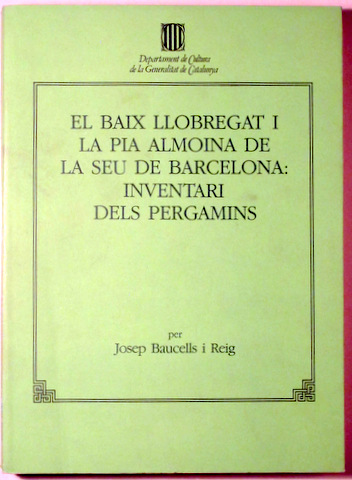 Departament de Cultura
de la Generalitat de Catalunya
EL BAIX LLOBREGAT I
LA PIA ALMOINA DE
LA SEU DE BARCELONA:
INVENTARI
DELS PERGAMINS
per
Josep Baucells i Reig